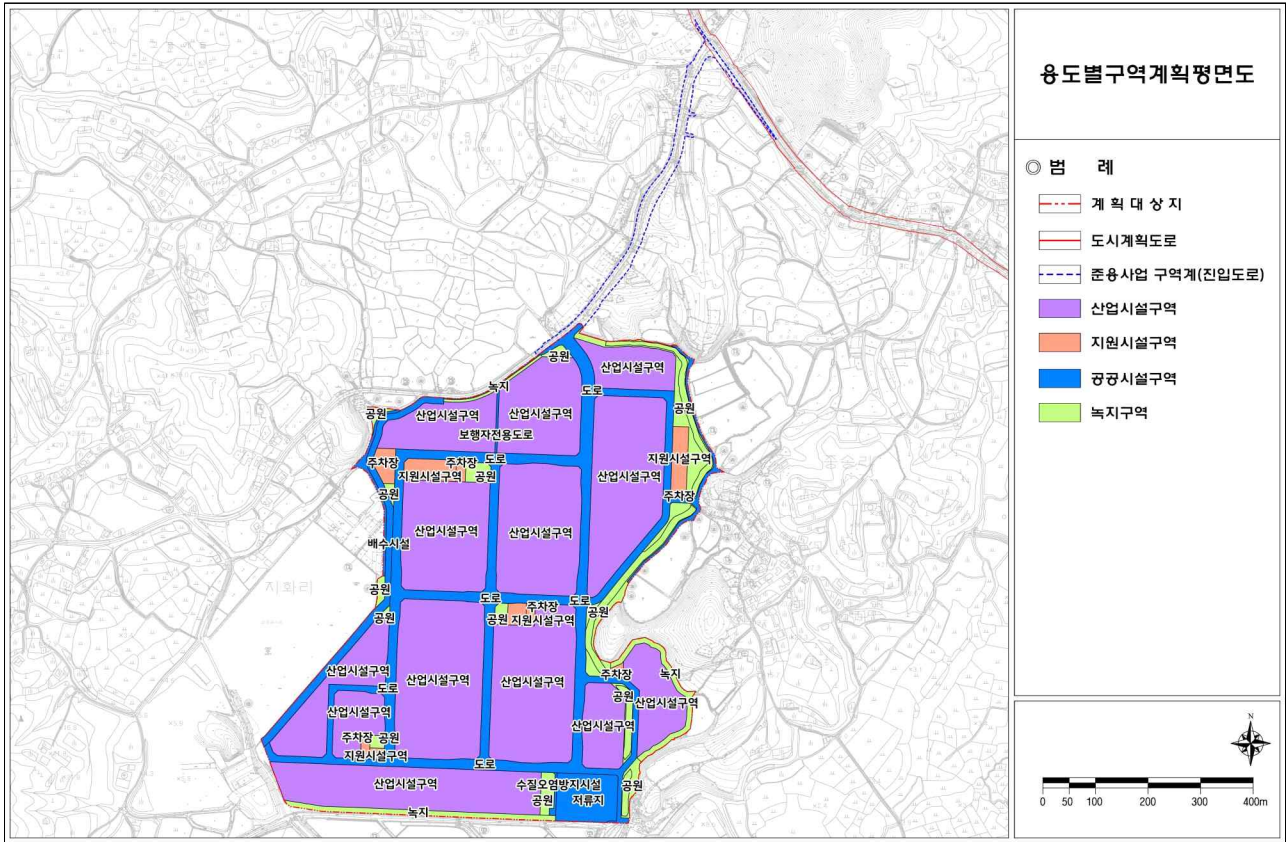 용도별구역계획평면도
◎ 범 례
계 획 대 상 지
도시계획도로
준용사업 구역계(진입도로)
산업시설구역
지원시설구역
공공시설구역
녹지구역
N
0 50 100 200 300 400m
공원
산업시설구역
녹지
도로
공원
산업시설구역
산업시설구역
공원
보행자전용도로
주차장
주차장
도로
지원시설구역
지원시설구역
공원
산업시설구역
공원
주차장
산업시설구역
산업시설구역
배수시설
지화리
공원
도로
주차장
도로
공원
공원
공원
지원시설구역
산업시설구역
주차장
녹지
산업시설구역
산업시설구역
도로
공원
산업시설구역
산업시설구역
산업시설구역
주차장
공원
지원시설구역
도로
산업시설구역
수질오염방지시설
공원
공원
저류지
녹지